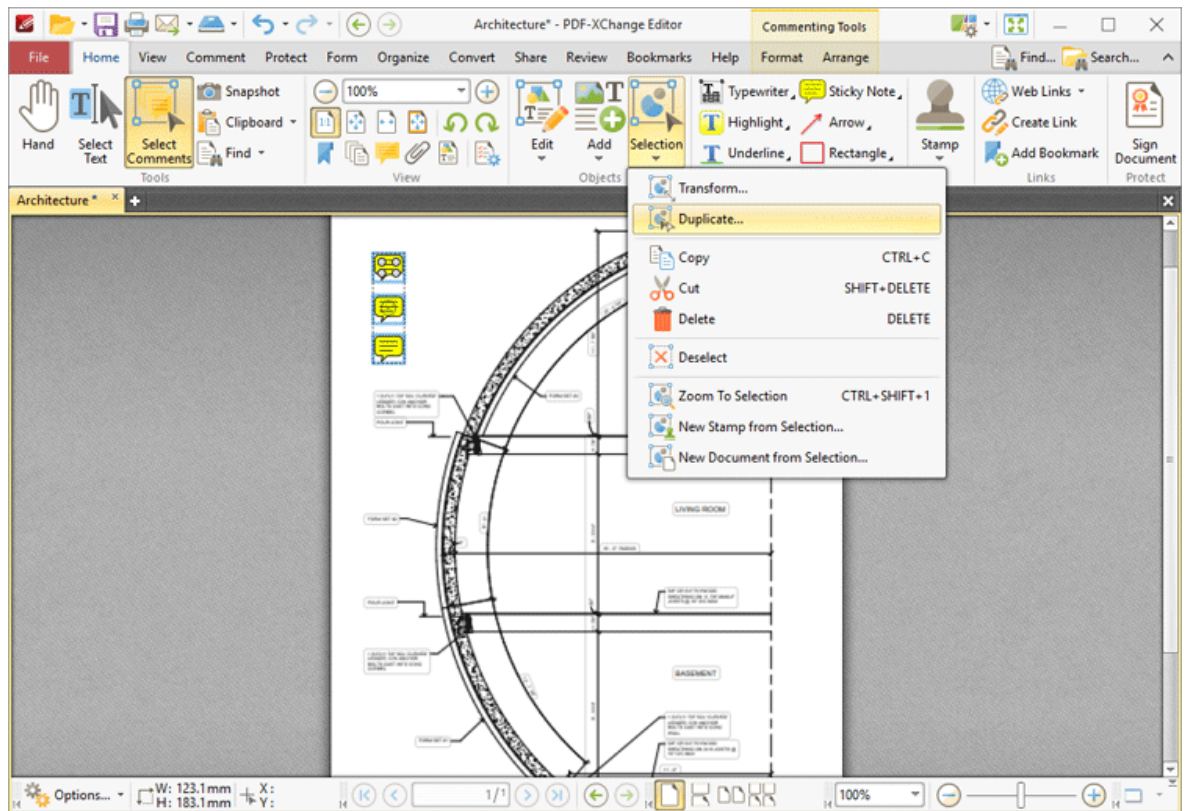 Architecture* - PDF-XChange Editor
Commenting Tools
File Home View Comment Protect Form Organize Convert Share Review Bookmarks Help Format Arrange Find... Search...
Hand
Select Text
Select Comments
Snapshot
Clipboard
Find
Tools
100%
1:1
View
Edit
Add
Selection
Objects
Typewriter
Sticky Note
Highlight
Arrow
Underline
Rectangle
Stamp
Web Links
Create Link
Add Bookmark
Links
Sign Document
Protect
Architecture *
Transform...
Duplicate...
Copy CTRL+C
Cut SHIFT+DELETE
Delete DELETE
Deselect
Zoom To Selection CTRL+SHIFT+1
New Stamp from Selection...
New Document from Selection...
LIVING ROOM
BASEMENT
Options...
W: 123.1mm
H: 183.1mm
X:
Y:
1/1
100%